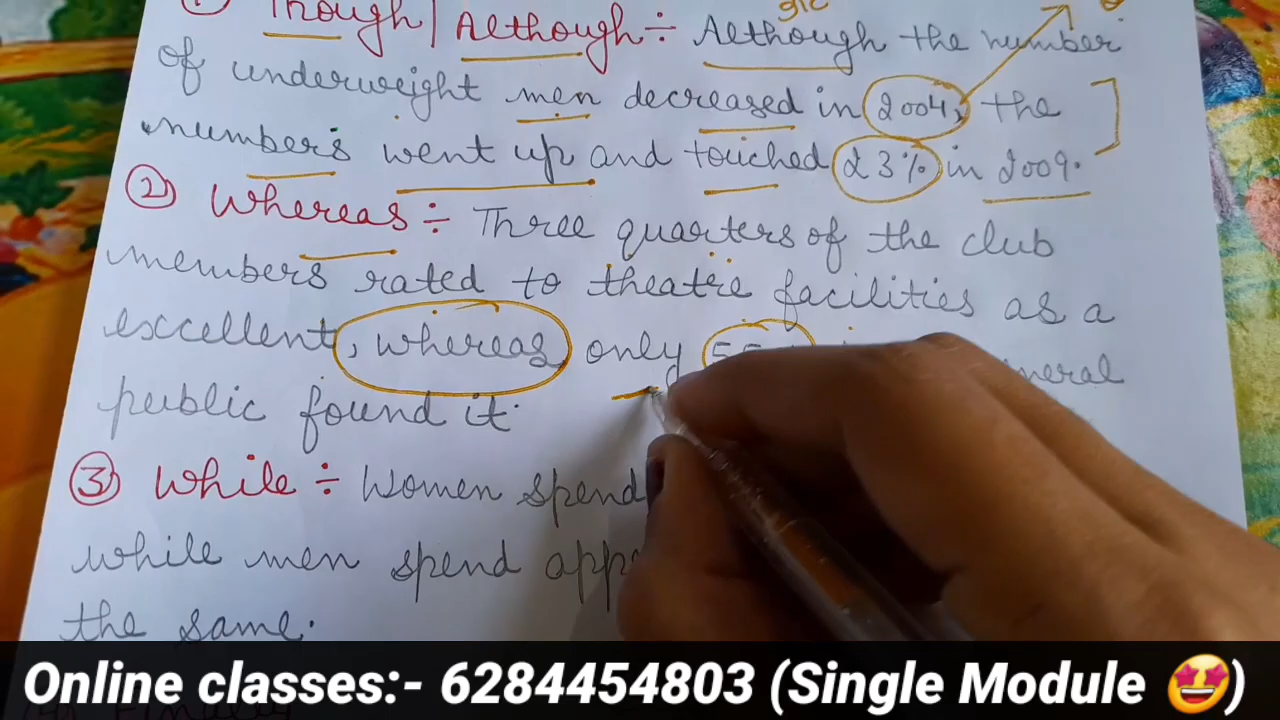 Though | Although ÷ Although the number
of underweight men decreased in 2004, the
numbers went up and touched 23% in 2009.
② Whereas ÷ Three quarters of the club
members rated to theatre facilities as a
excellent, whereas only
public found it.
③ While ÷ Women spend
while men spend
the same.
Online classes:- 6284454803 (Single Module 🤩)